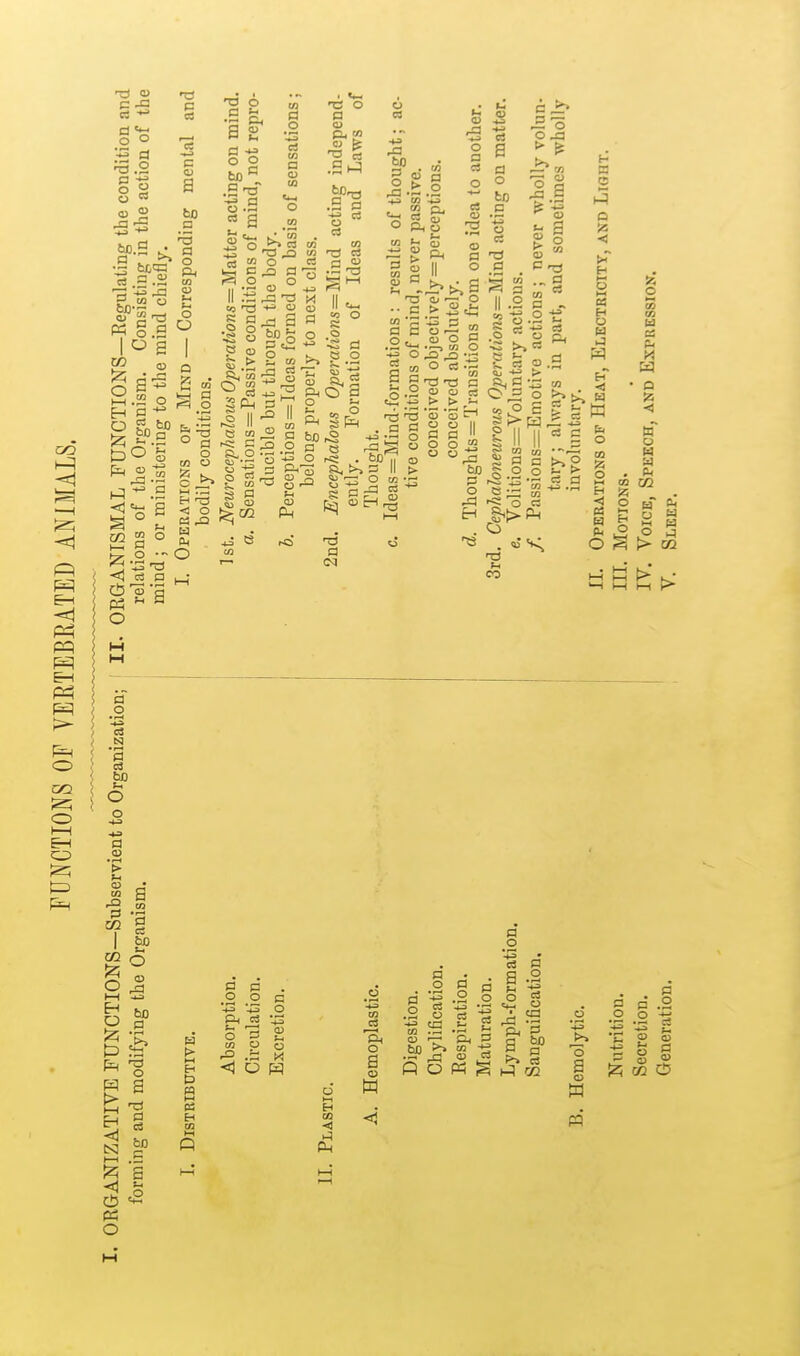 FUNCTIONS OF VERTEBRATED ANIMALS.
I. ORGANIZATIVE FUNCTIONS—Subservient to Organization;
forming and modifying the Organism.
I. DISTRIBUTIVE.
Absorption.
Circulation.
Excretion.
II. PLASTIC.
A. Hemoplastic.
Digestion.
Chylification.
Respiration.
Maturation.
Lymph-formation.
Sanguification.
B. Hemolytic.
Nutrition.
Secretion.
Generation.
II. ORGANISMAL FUNCTIONS—Regulating the condition and
relations of the Organism. Consisting in the action of the
mind; or ministering to the mind chiefly.
I. OPERATIONS OF MIND—Corresponding mental and
bodily conditions.
1st. Neurocephalous Operations=Matter acting on mind.
a. Sensations=Passive conditions of mind, not repro-
ducible but through the body.
b. Perceptions=Ideas formed on basis of sensations;
belong properly to next class.
2nd. Encephalous Operations=Mind acting independ-
ently. Formation of Ideas and Laws of
Thought.
c. Ideas=Mind-formations: results of thought; ac-
tive conditions of mind, never passive.
conceived objectively=perceptions.
conceived absolutely.
d. Thoughts=Transitions from one idea to another.
3rd. Cephaloneurous Operations=Mind acting on matter.
e. Volitions=Voluntary actions.
f. Passions=Emotive actions; never wholly volun-
tary; always in part, and sometimes wholly
involuntary.
II. OPERATIONS OF HEAT, ELECTRICITY, AND LIGHT.
III. MOTIONS.
IV. VOICE, SPEECH, AND EXPRESSION.
V. SLEEP.